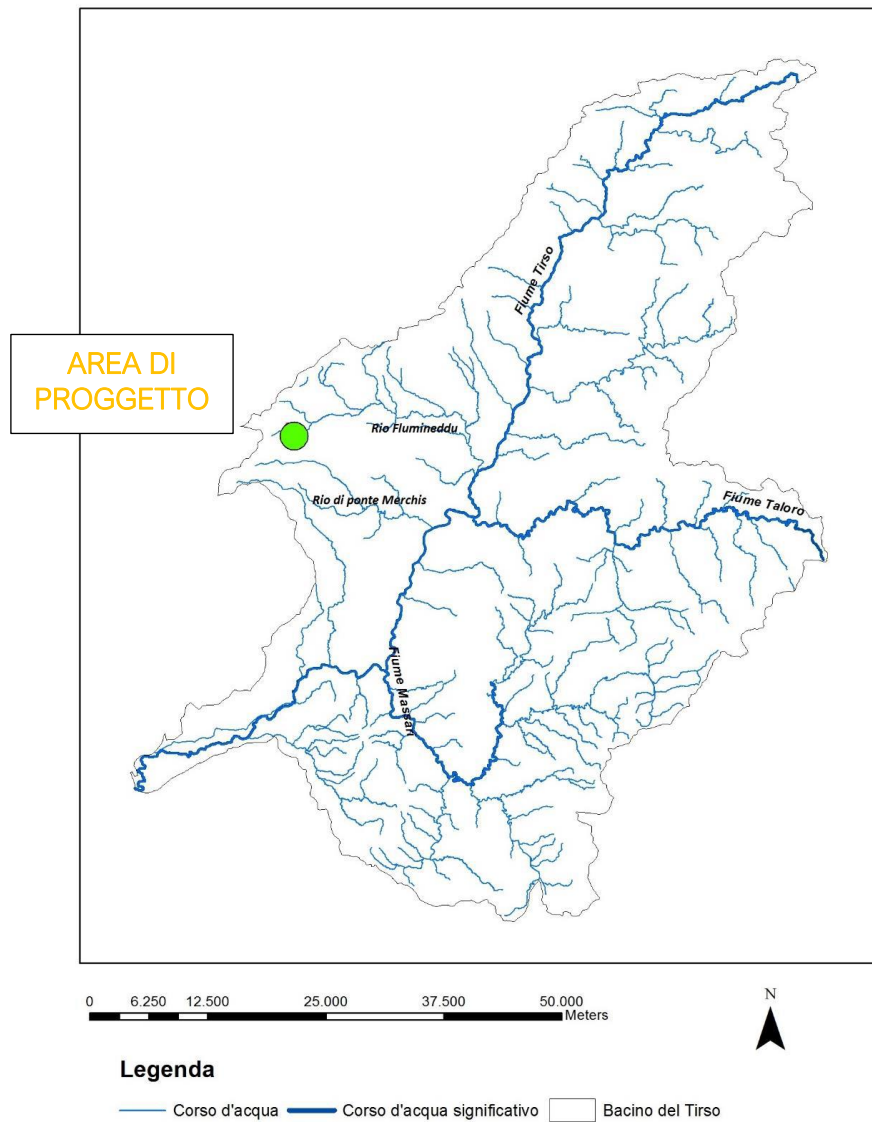 Fiume Tirso
AREA DI
PROGGETTO
Rio Flumineddu
Rio di ponte Merchis
Fiume Taloro
Fiume Massari
0 6.250 12.500 25.000 37.500 50.000
Meters
N
Legenda
Corso d'acqua Corso d'acqua significativo Bacino del Tirso